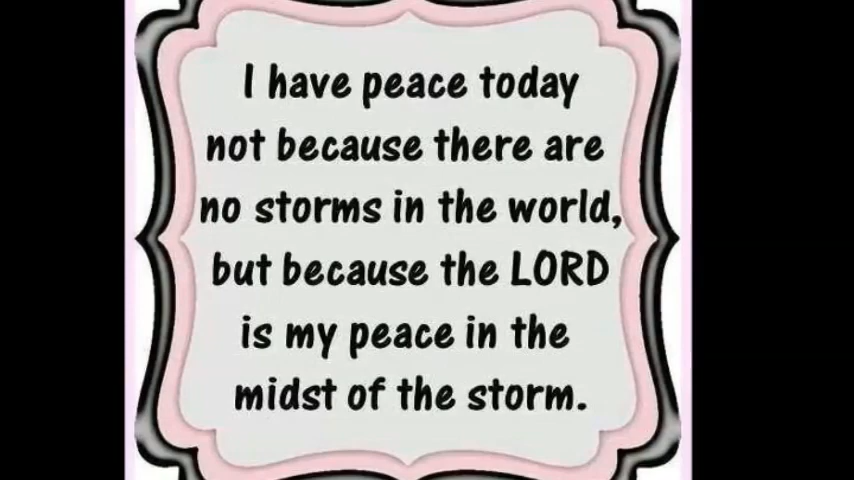 I have peace today
not because there are
no storms in the world,
but because the LORD
is my peace in the
midst of the storm.